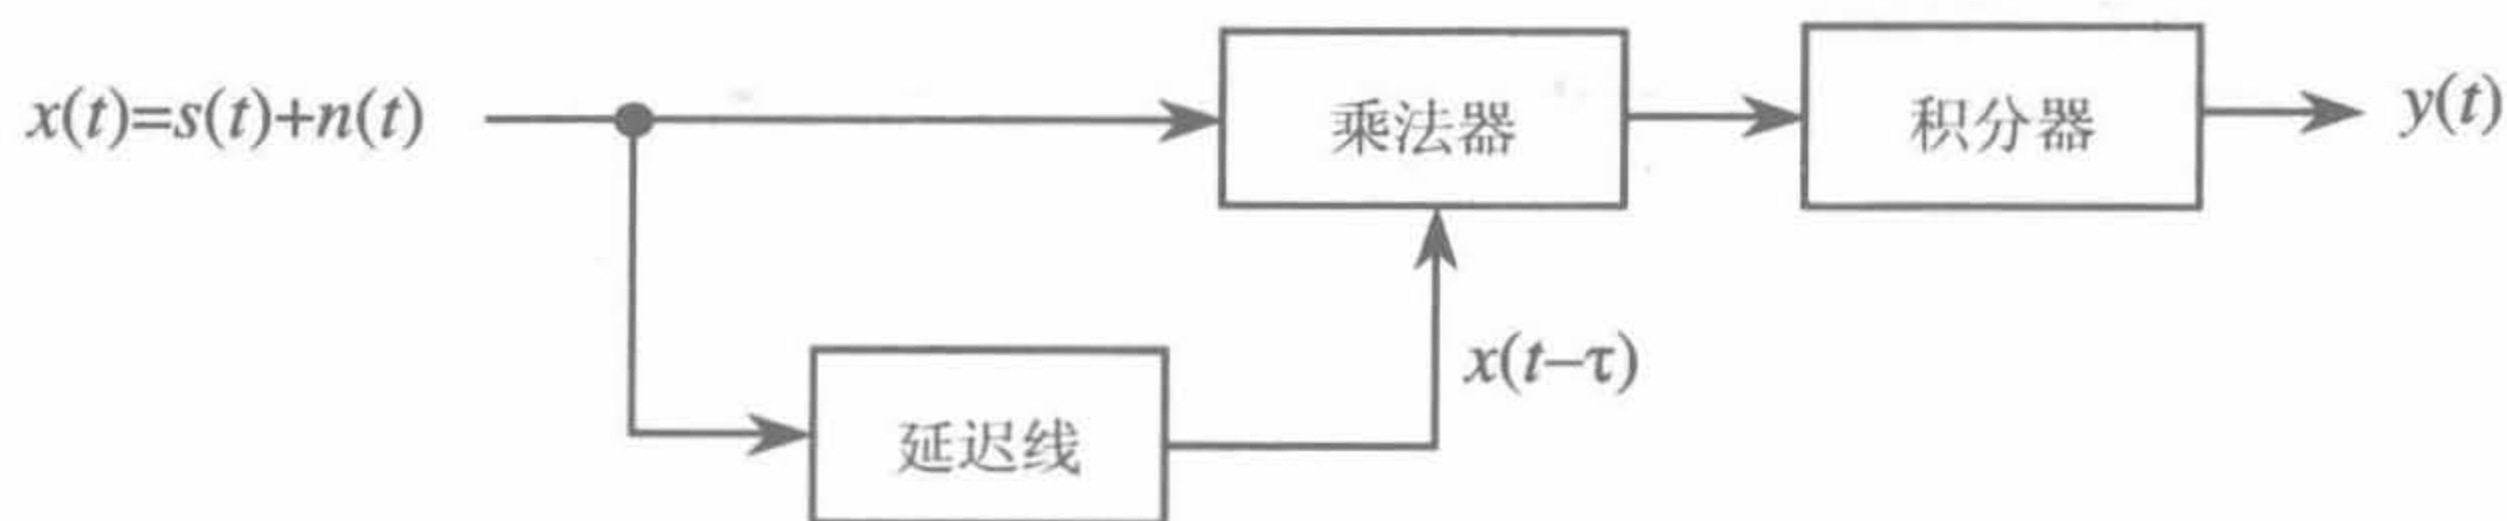 x(t)=s(t)+n(t)
乘法器
积分器
y(t)
x(t−τ)
延迟线